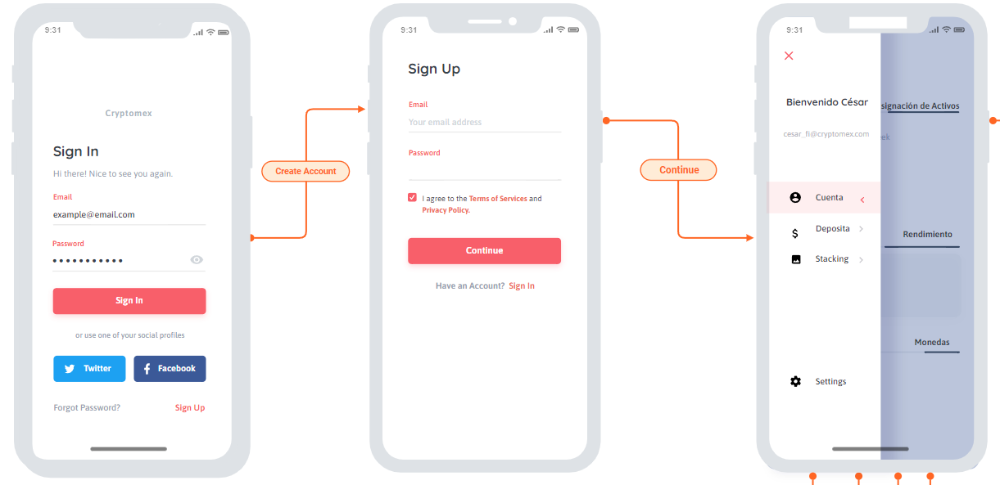 9:31
Cryptomex
Sign In
Hi there! Nice to see you again.
Email
example@email.com
Password
Sign In
or use one of your social profiles
Twitter
Facebook
Forgot Password?
Sign Up
Create Account
9:31
Sign Up
Email
Your email address
Password
I agree to the Terms of Services and
Privacy Policy.
Continue
Have an Account? Sign In
Continue
9:31
Bienvenido César
cesar_fi@cryptomex.com
Cuenta
Deposita
Stacking
Settings
signación de Activos
eek
Rendimiento
Monedas